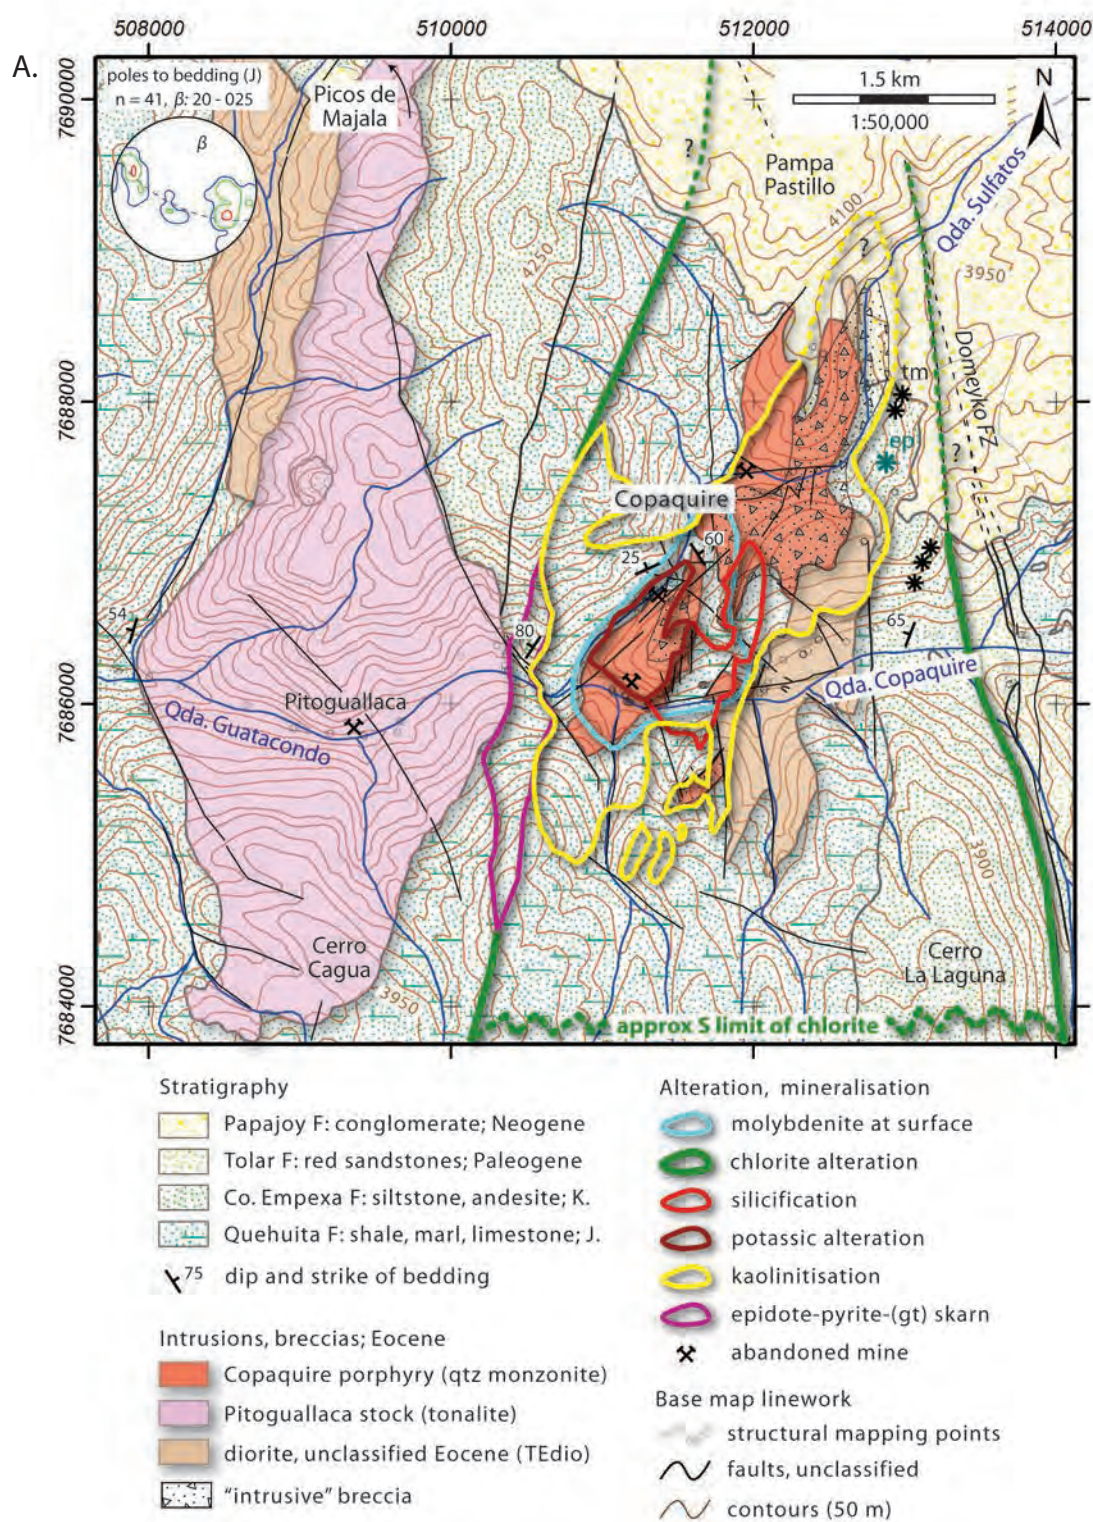 508000
510000
512000
514000
A.
7690000
poles to bedding (J)
n = 41, β: 20 - 025
β
Picos de
Majala
1.5 km
1:50,000
N
?
Pampa
Pastillo
4100
Qda. Sulfatos
4250
?
3950
7688000
tm
Domeyko FZ
ep
?
Copaquire
60
25
54
80
65
Qda. Copaquire
7686000
Pitoguallaca
Qda. Guatacondo
3900
Cerro
Cagua
Cerro
La Laguna
3950
7684000
approx S limit of chlorite
Stratigraphy
Papajoy F: conglomerate; Neogene
Tolar F: red sandstones; Paleogene
Co. Empexa F: siltstone, andesite; K.
Quehuita F: shale, marl, limestone; J.
75 dip and strike of bedding
Intrusions, breccias; Eocene
Copaquire porphyry (qtz monzonite)
Pitoguallaca stock (tonalite)
diorite, unclassified Eocene (TEdio)
"intrusive" breccia
Alteration, mineralisation
molybdenite at surface
chlorite alteration
silicification
potassic alteration
kaolinitisation
epidote-pyrite-(gt) skarn
abandoned mine
Base map linework
structural mapping points
faults, unclassified
contours (50 m)